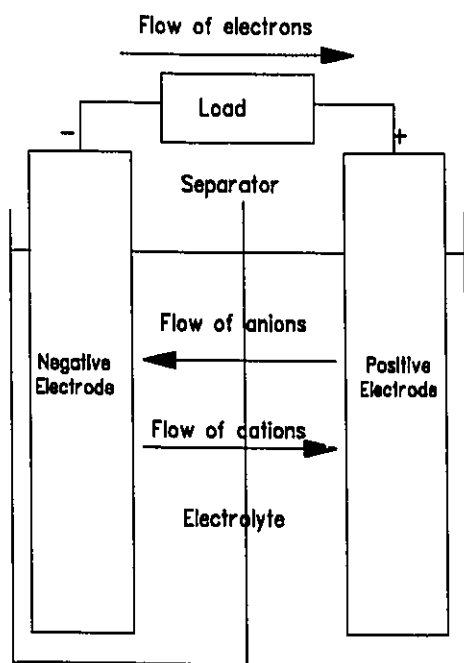 Flow of electrons
Load
-
+
Separator
Flow of anions
Negative
Electrode
Positive
Electrode
Flow of cations
Electrolyte